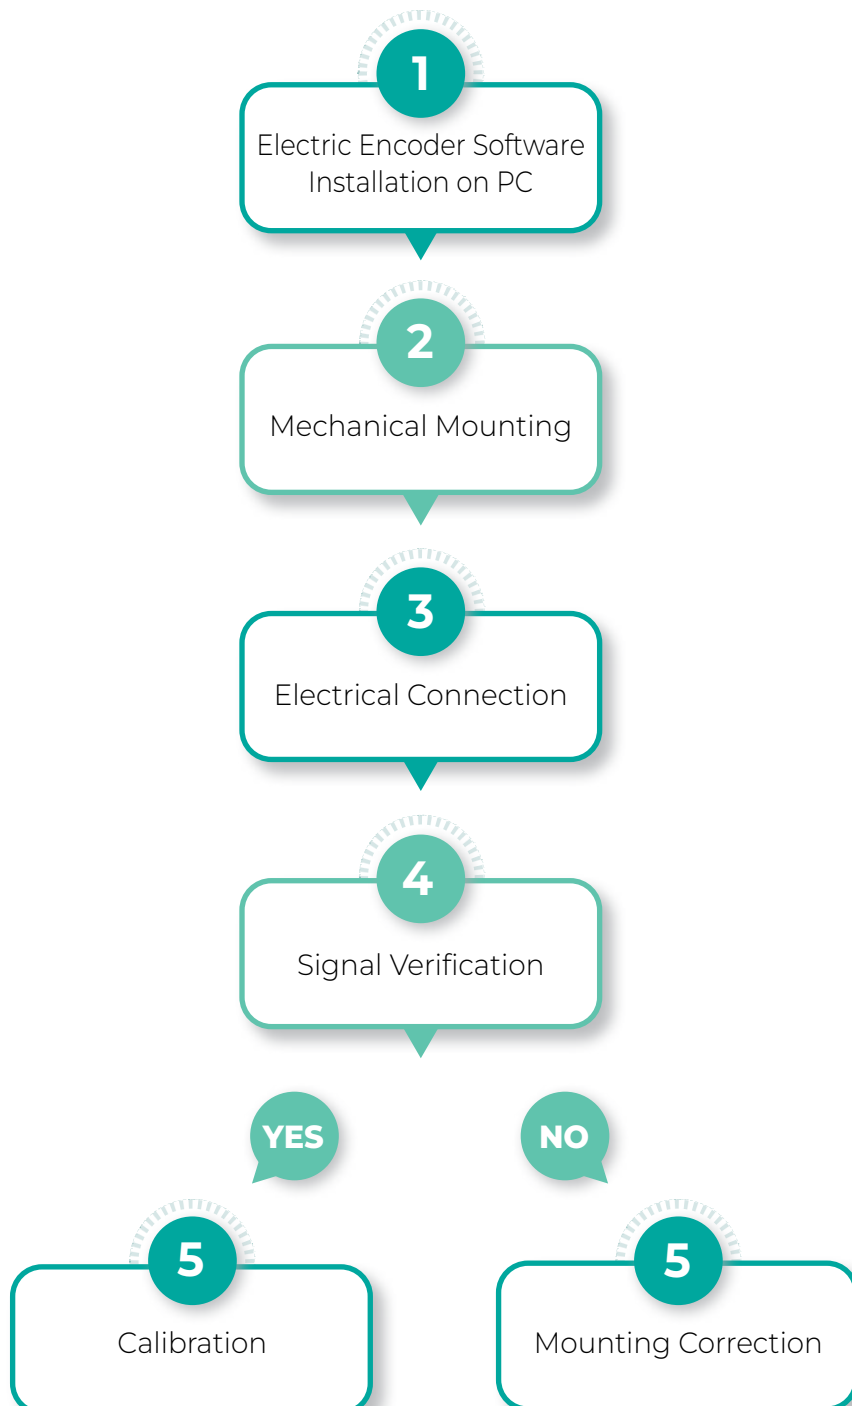 1
Electric Encoder Software
Installation on PC
2
Mechanical Mounting
3
Electrical Connection
4
Signal Verification
YES
NO
5
Calibration
5
Mounting Correction